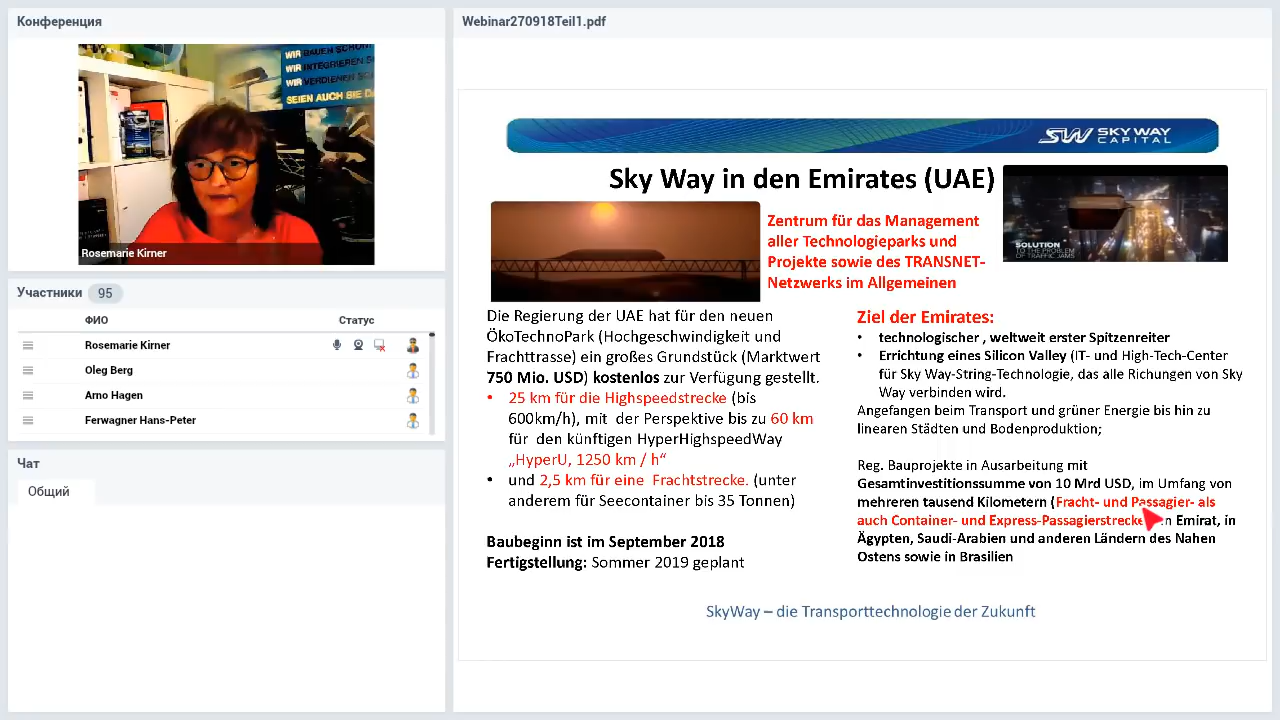 Конференция
WIR BAUEN SCHON
WIR INTEGRIEREN
WIR VERDIENEN
SEIEN AUCH SIE
Rosemarie Kirner
Участники 95
ФИО Статус
Rosemarie Kirner
Oleg Berg
Arno Hagen
Ferwagner Hans-Peter
Чат
Общий
Webinar270918Teil1.pdf
SW SKY WAY
CAPITAL
Sky Way in den Emirates (UAE)
Zentrum für das Management
aller Technologieparks und
Projekte sowie des TRANSNET-
Netzwerks im Allgemeinen
SOLUTION
TO THE PROBLEM
OF TRAFFIC JAMS
Die Regierung der UAE hat für den neuen
ÖkoTechnoPark (Hochgeschwindigkeit und
Frachttrasse) ein großes Grundstück (Marktwert
750 Mio. USD) kostenlos zur Verfügung gestellt.
• 25 km für die Highspeedstrecke (bis
600km/h), mit der Perspektive bis zu 60 km
für den künftigen HyperHighspeedWay
„HyperU, 1250 km / h“
• und 2,5 km für eine Frachtstrecke. (unter
anderem für Seecontainer bis 35 Tonnen)
Baubeginn ist im September 2018
Fertigstellung: Sommer 2019 geplant
Ziel der Emirates:
• technologischer , weltweit erster Spitzenreiter
• Errichtung eines Silicon Valley (IT- und High-Tech-Center
für Sky Way-String-Technologie, das alle Richungen von Sky
Way verbinden wird.
Angefangen beim Transport und grüner Energie bis hin zu
linearen Städten und Bodenproduktion;
Reg. Bauprojekte in Ausarbeitung mit
Gesamtinvestitionssumme von 10 Mrd USD, im Umfang von
mehreren tausend Kilometern (Fracht- und Passagier- als
auch Container- und Express-Passagierstrecke n Emirat, in
Ägypten, Saudi-Arabien und anderen Ländern des Nahen
Ostens sowie in Brasilien
SkyWay – die Transporttechnologie der Zukunft